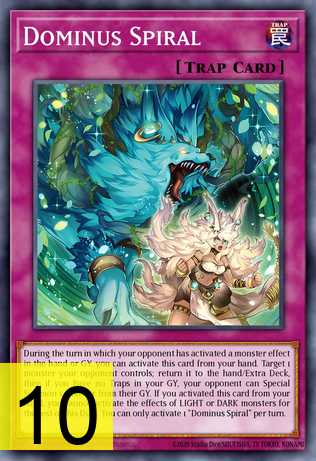 Dominus Spiral
TRAP
罠
[Trap Card]
During the turn in which your opponent has activated a monster effect
in the hand or GY, you can activate this card from your hand. Target 1
monster your opponent controls; return it to the hand/Extra Deck,
then if you have no Traps in your GY, your opponent can Special
from their GY. If you activated this card from your
activate the effects of LIGHT or DARK monsters for
You can only activate 1 "Dominus Spiral" per turn.
10
©2020 Studio Dice/SHUEISHA, TV TOKYO, KONAMI